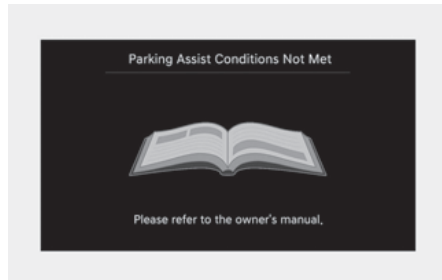 Parking Assist Conditions Not Met
Please refer to the owner's manual.